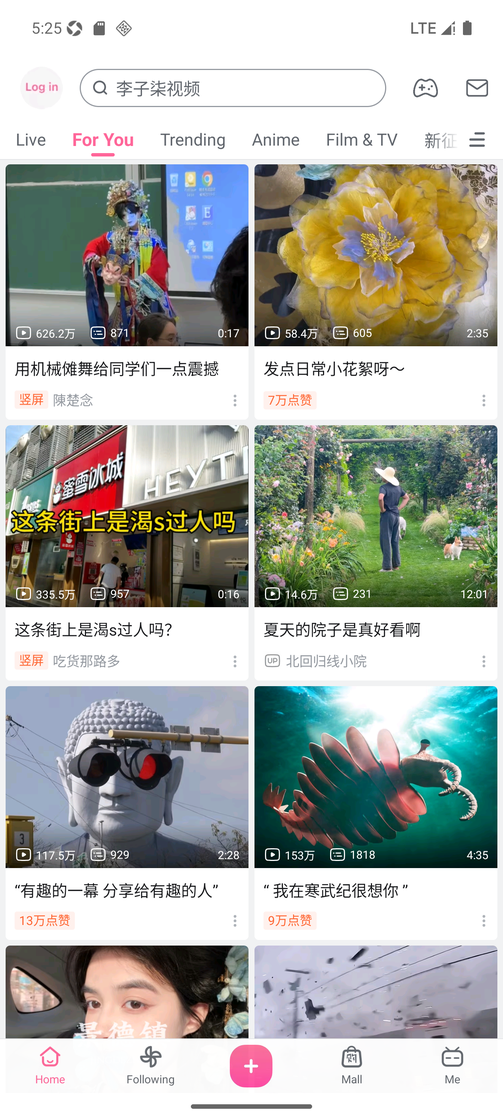 5:25
LTE
Log in
李子柒视频
Live
For You
Trending
Anime
Film & TV
新征
626.2万
871
0:17
58.4万
605
2:35
用机械傩舞给同学们一点震撼
发点日常小花絮呀～
竖屏 陳楚念
7万点赞
蜜雪冰城
HEYT
这条街上是渴s过人吗
335.5万
957
0:16
14.6万
231
12:01
这条街上是渴s过人吗？
夏天的院子是真好看啊
竖屏 吃货那路多
UP 北回归线小院
3
117.5万
929
2:28
153万
1818
4:35
“有趣的一幕 分享给有趣的人”
“ 我在寒武纪很想你 ”
13万点赞
9万点赞
景德镇
Home
Following
Mall
Me